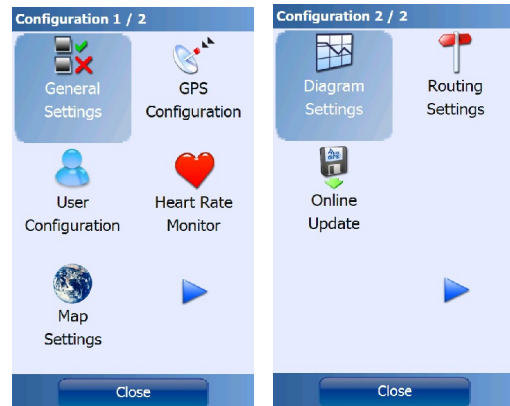 Configuration 1 / 2
General
Settings
GPS
Configuration
User
Configuration
Heart Rate
Monitor
Map
Settings
Close
Configuration 2 / 2
Diagram
Settings
Routing
Settings
Online
Update
Close